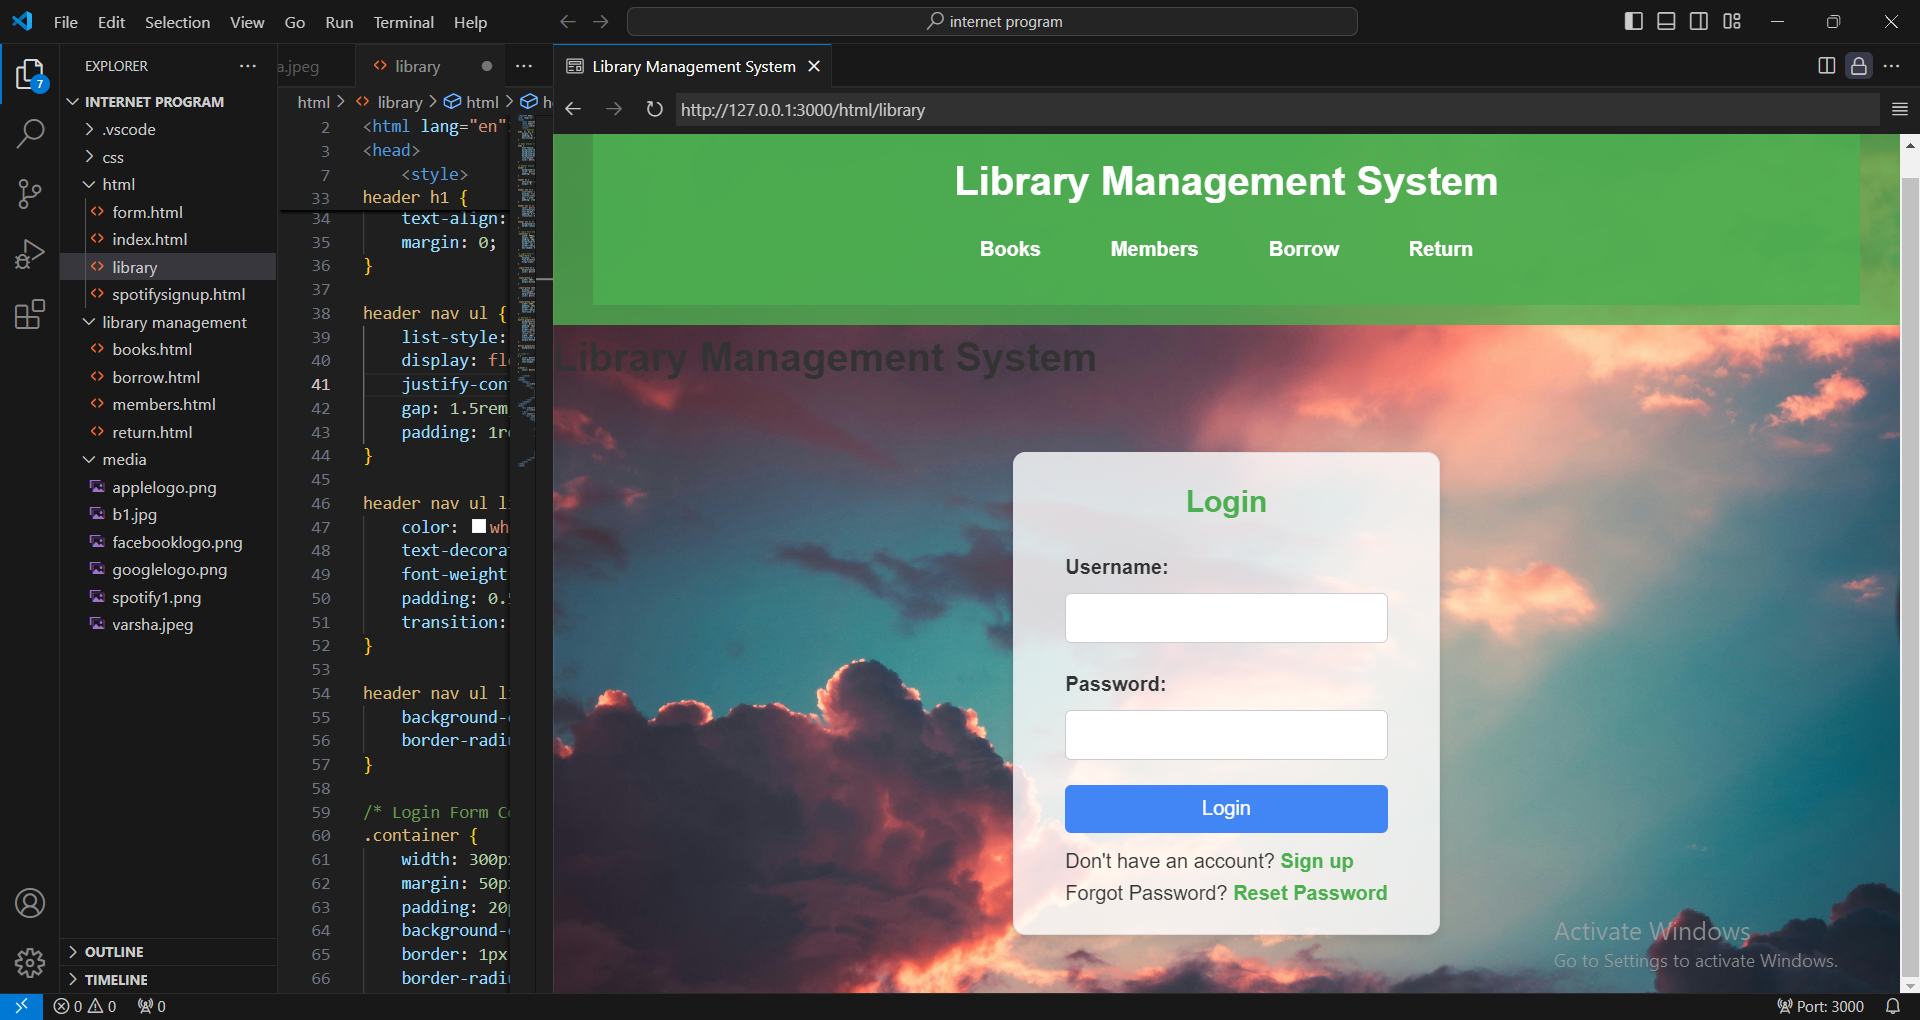 File Edit Selection View Go Run Terminal Help
internet program
EXPLORER
INTERNET PROGRAM
.vscode
css
html
form.html
index.html
library
spotifysignup.html
library management
books.html
borrow.html
members.html
return.html
media
applelogo.png
b1.jpg
facebooklogo.png
googlelogo.png
spotify1.png
varsha.jpeg
OUTLINE
TIMELINE
a.jpeg
library
html > library > html > he
2 <html lang="en"
3 <head>
7 <style>
33 header h1 {
34 text-align:
35 margin: 0;
36 }
37
38 header nav ul {
39 list-style:
40 display: fl
41 justify-con
42 gap: 1.5rem
43 padding: 1r
44 }
45
46 header nav ul l
47 color: wh
48 text-decora
49 font-weight
50 padding: 0.
51 transition:
52 }
53
54 header nav ul l
55 background-
56 border-radi
57 }
58
59 /* Login Form C
60 .container {
61 width: 300p
62 margin: 50p
63 padding: 20
64 background-
65 border: 1px
66 border-radi
Library Management System
http://127.0.0.1:3000/html/library
Library Management System
Books Members Borrow Return
Library Management System
Login
Username:
Password:
Login
Don't have an account? Sign up
Forgot Password? Reset Password
Activate Windows
Go to Settings to activate Windows.
7
0 0 0
Port: 3000